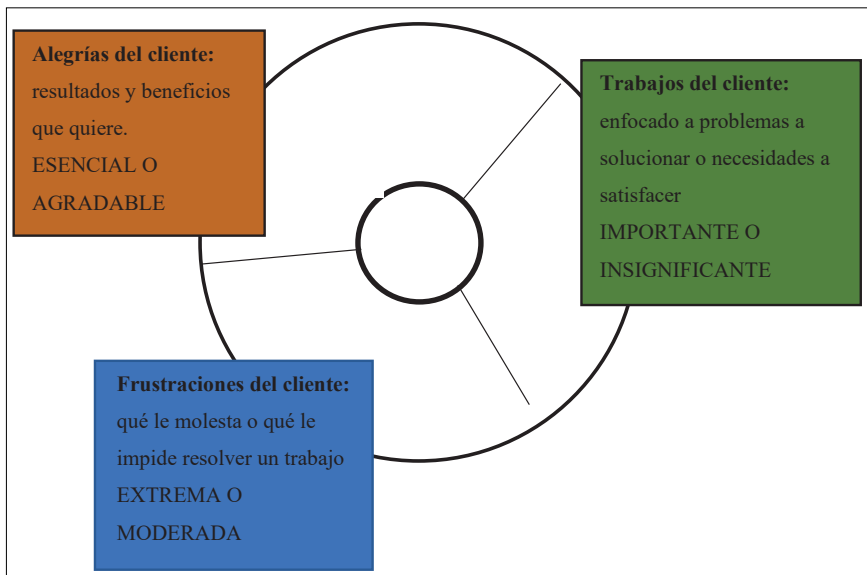 Alegrías del cliente:
resultados y beneficios
que quiere.
ESENCIAL O
AGRADABLE
Trabajos del cliente:
enfocado a problemas a
solucionar o necesidades a
satisfacer
IMPORTANTE O
INSIGNIFICANTE
Frustraciones del cliente:
qué le molesta o qué le
impide resolver un trabajo
EXTREMA O
MODERADA